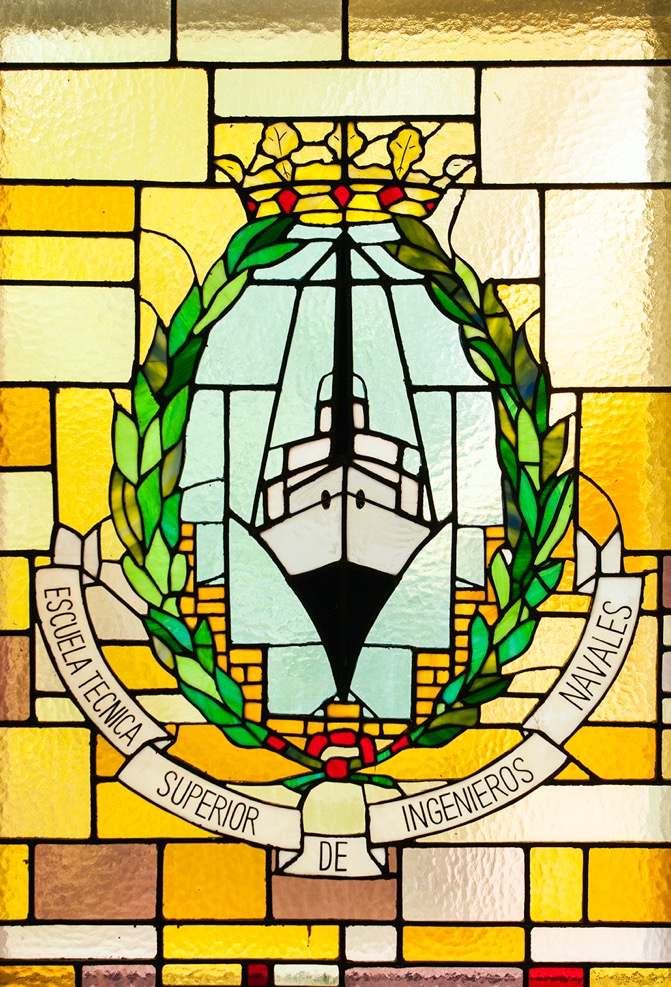 ESCUELA TECNICA
SUPERIOR
DE
INGENIEROS
NAVALES